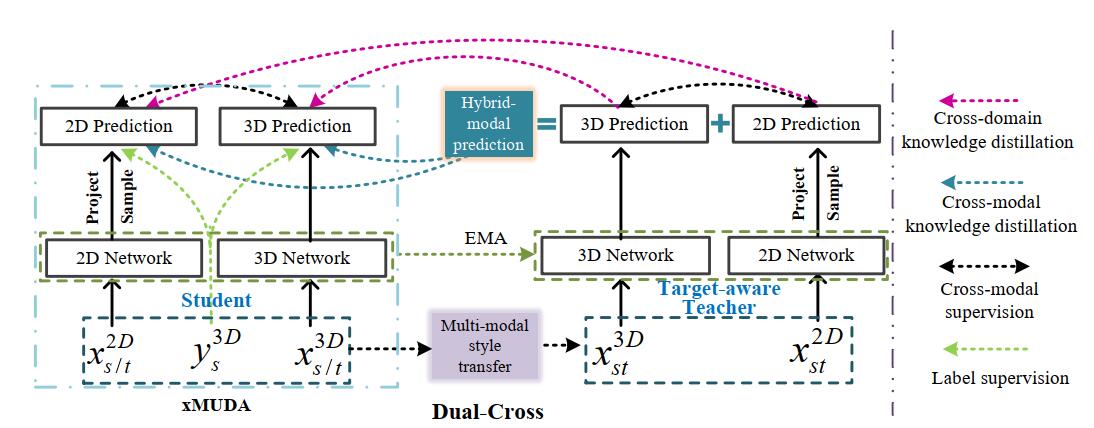 2D Prediction
3D Prediction
Hybrid-
modal
prediction
=
3D Prediction
+
2D Prediction
Project
Sample
Project
Sample
2D Network
3D Network
EMA
3D Network
2D Network
Student
Target-aware
Teacher
x_{s/t}^{2D}
y_s^{3D}
x_{s/t}^{3D}
Multi-modal
style
transfer
x_{st}^{3D}
x_{st}^{2D}
xMUDA
Dual-Cross
Cross-domain
knowledge distillation
Cross-modal
knowledge distillation
Cross-modal
supervision
Label supervision